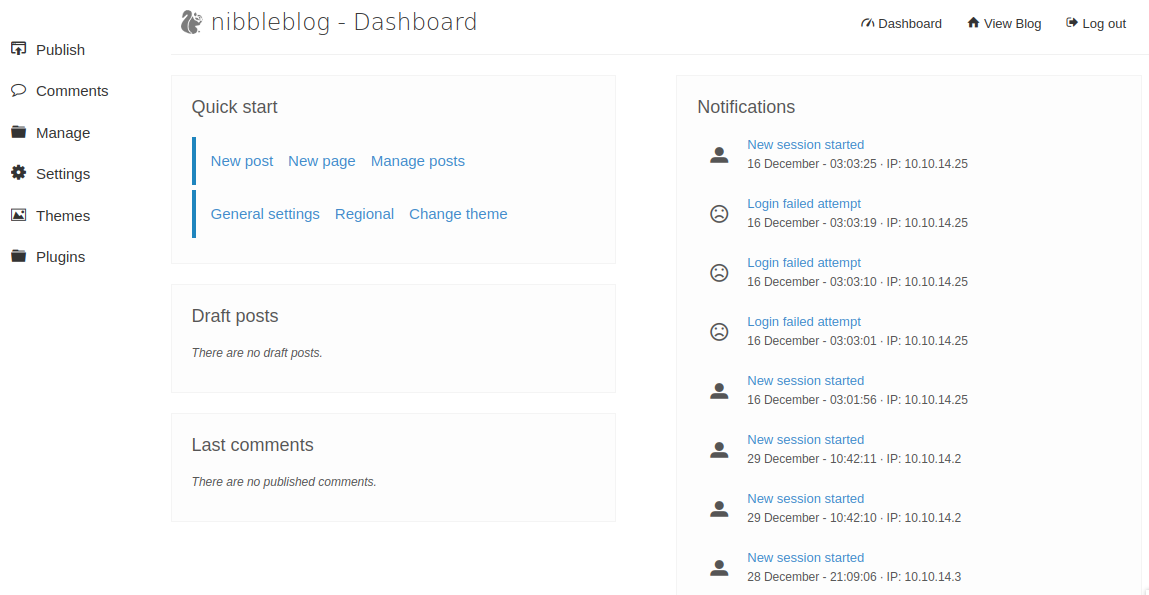 nibbleblog - Dashboard
Dashboard View Blog Log out
Publish
Comments
Manage
Settings
Themes
Plugins
Quick start
New post New page Manage posts
General settings Regional Change theme
Draft posts
There are no draft posts.
Last comments
There are no published comments.
Notifications
New session started
16 December - 03:03:25 · IP: 10.10.14.25
Login failed attempt
16 December - 03:03:19 · IP: 10.10.14.25
Login failed attempt
16 December - 03:03:10 · IP: 10.10.14.25
Login failed attempt
16 December - 03:03:01 · IP: 10.10.14.25
New session started
16 December - 03:01:56 · IP: 10.10.14.25
New session started
29 December - 10:42:11 · IP: 10.10.14.2
New session started
29 December - 10:42:10 · IP: 10.10.14.2
New session started
28 December - 21:09:06 · IP: 10.10.14.3